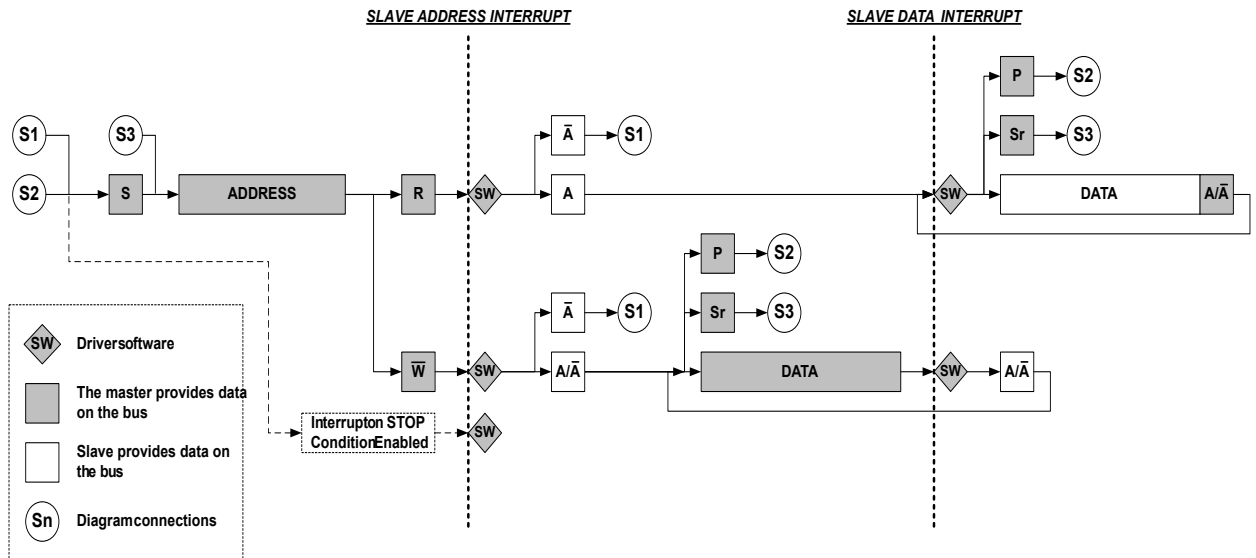 SLAVE ADDRESS INTERRUPT
SLAVE DATA INTERRUPT
P
S2
S1
S3
A̅
S1
Sr
S3
S2
S
ADDRESS
R
SW
A
SW
DATA
A/A̅
P
S2
A̅
S1
Sr
S3
W̅
SW
A/A̅
DATA
SW
A/A̅
Interrupton STOP
ConditionEnabled
SW
SW
Driversoftware
The master provides data
on the bus
Slave provides data on
the bus
Sn
Diagramconnections